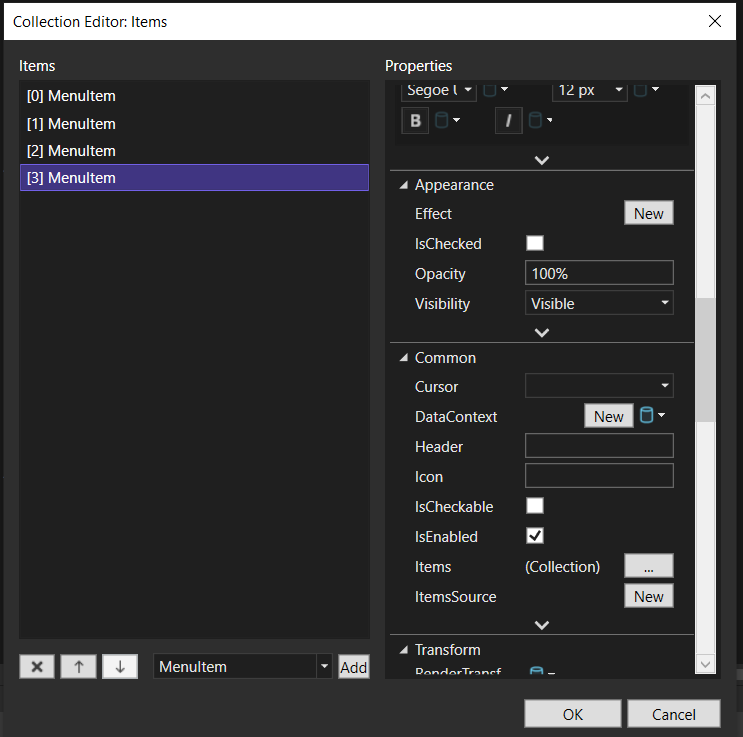 Collection Editor: Items
Items
[0] MenuItem
[1] MenuItem
[2] MenuItem
[3] MenuItem
MenuItem
Add
Properties
Segoe
12 px
B
I
Appearance
Effect
New
IsChecked
Opacity
100%
Visibility
Visible
Common
Cursor
DataContext
New
Header
Icon
IsCheckable
IsEnabled
Items
(Collection)
...
ItemsSource
New
Transform
RenderTransf
OK
Cancel